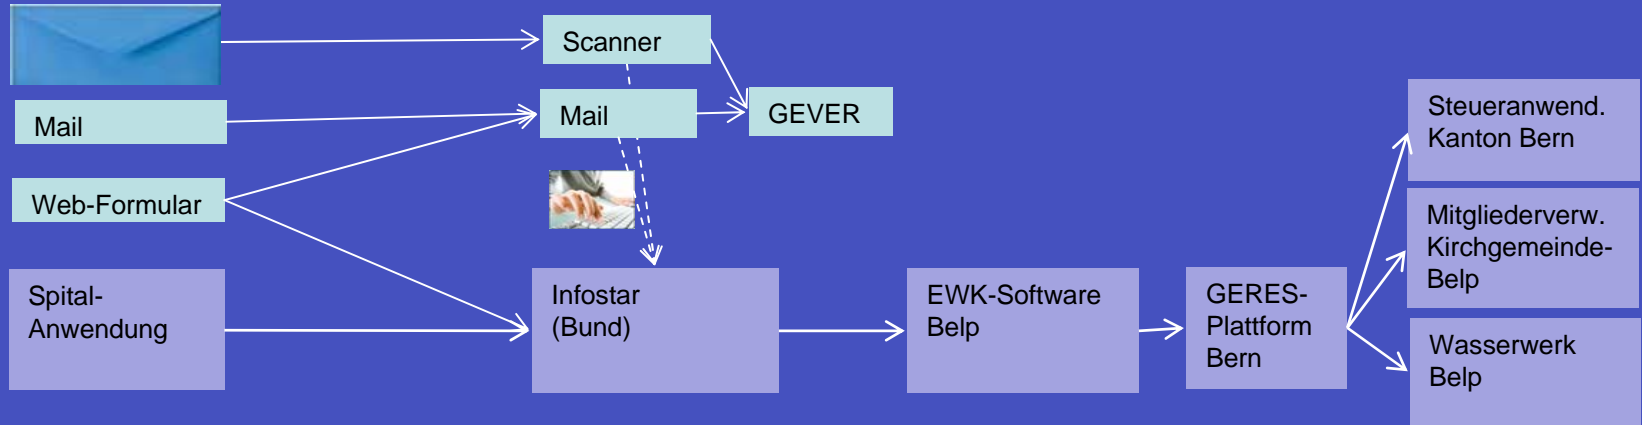 Scanner
Mail
Mail
GEVER
Web-Formular
Spital-
Anwendung
Infostar
(Bund)
EWK-Software
Belp
GERES-
Plattform
Bern
Steueranwend.
Kanton Bern
Mitgliederverw.
Kirchgemeinde-
Belp
Wasserwerk
Belp